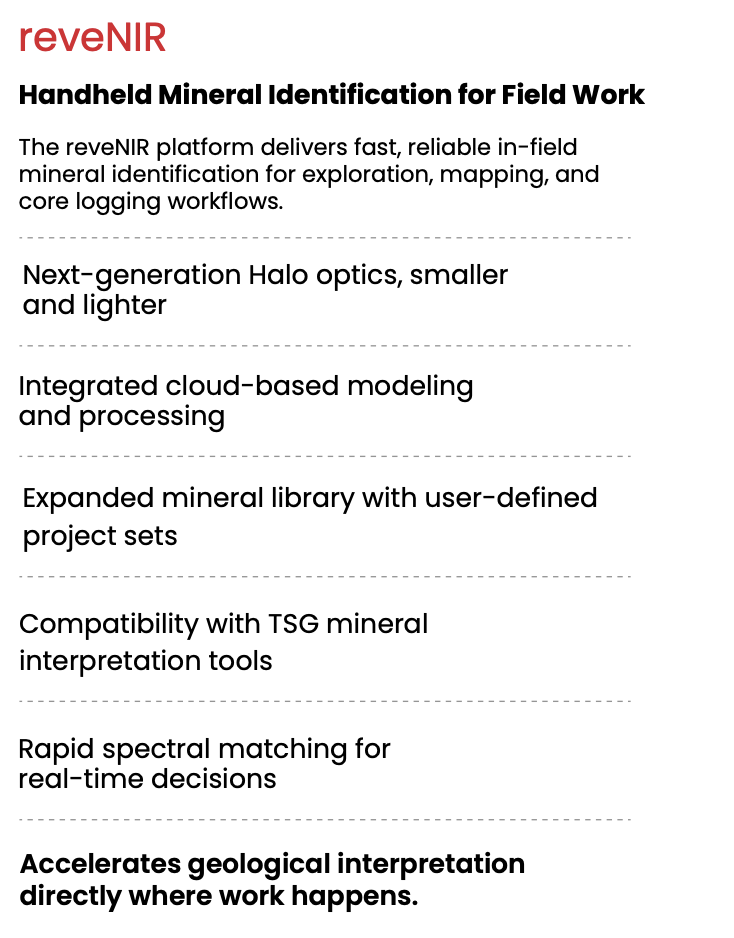 reveNIR
Handheld Mineral Identification for Field Work
The reveNIR platform delivers fast, reliable in-field
mineral identification for exploration, mapping, and
core logging workflows.
Next-generation Halo optics, smaller
and lighter
Integrated cloud-based modeling
and processing
Expanded mineral library with user-defined
project sets
Compatibility with TSG mineral
interpretation tools
Rapid spectral matching for
real-time decisions
Accelerates geological interpretation
directly where work happens.